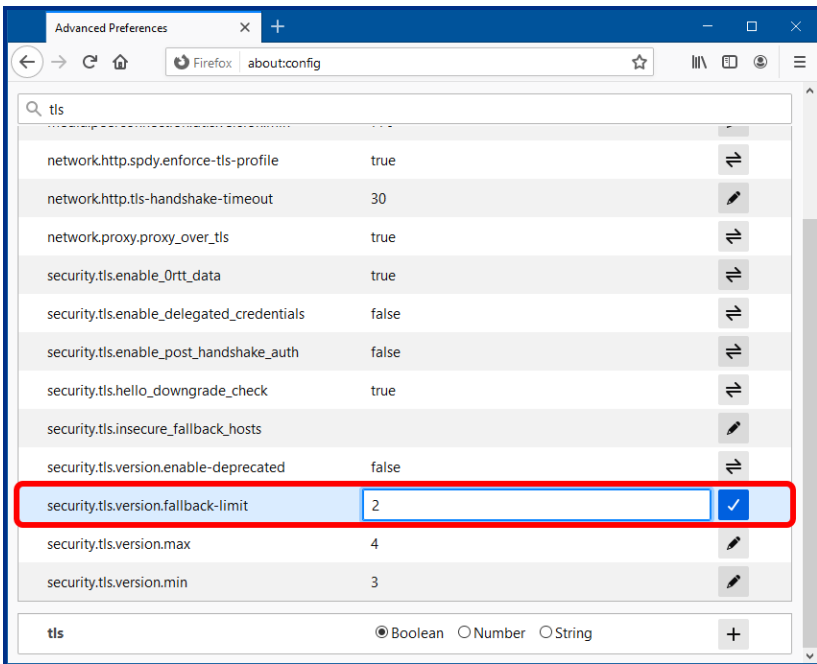 Advanced Preferences
Firefox about:config
tls
network.http.spdy.enforce-tls-profile true
network.http.tls-handshake-timeout 30
network.proxy.proxy_over_tls true
security.tls.enable_0rtt_data true
security.tls.enable_delegated_credentials false
security.tls.enable_post_handshake_auth false
security.tls.hello_downgrade_check true
security.tls.insecure_fallback_hosts
security.tls.version.enable-deprecated false
security.tls.version.fallback-limit 2
security.tls.version.max 4
security.tls.version.min 3
tls Boolean Number String